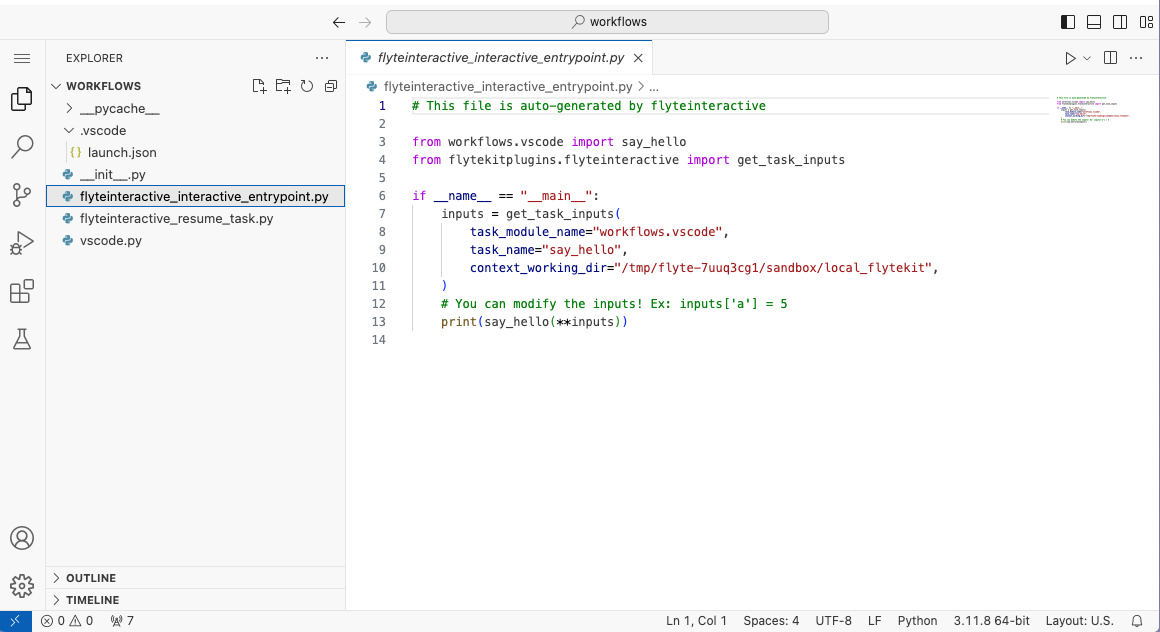 workflows
EXPLORER
WORKFLOWS
__pycache__
.vscode
{} launch.json
__init__.py
flyteinteractive_interactive_entrypoint.py
flyteinteractive_resume_task.py
vscode.py
OUTLINE
TIMELINE
flyteinteractive_interactive_entrypoint.py
flyteinteractive_interactive_entrypoint.py > ...
1 # This file is auto-generated by flyteinteractive
2
3 from workflows.vscode import say_hello
4 from flytekitplugins.flyteinteractive import get_task_inputs
5
6 if __name__ == "__main__":
7 inputs = get_task_inputs(
8 task_module_name="workflows.vscode",
9 task_name="say_hello",
10 context_working_dir="/tmp/flyte-7uuq3cg1/sandbox/local_flytekit",
11 )
12 # You can modify the inputs! Ex: inputs['a'] = 5
13 print(say_hello(**inputs))
14
0 0 7 Ln 1, Col 1 Spaces: 4 UTF-8 LF Python 3.11.8 64-bit Layout: U.S.